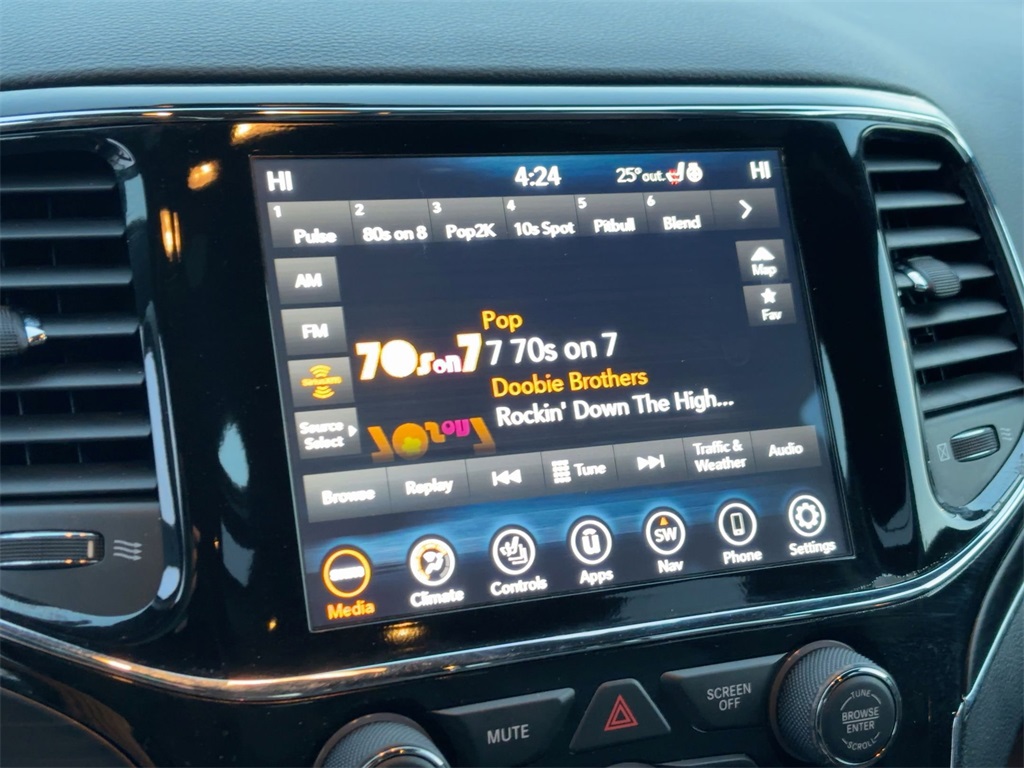 HI 4:24 25° out. HI
1 Pulse 2 80s on 8 3 Pop2K 4 10s Spot 5 Pitbull 6 Blend
AM
Map
FM
Fav
Pop
70s on 7 7 70s on 7
SiriusXM
Doobie Brothers
Rockin' Down The High...
Source
Select
Browse Replay Tune Traffic &
Weather Audio
Media Climate Controls ü Apps SW Nav Phone Settings
MUTE
SCREEN
OFF
TUNE
BROWSE
ENTER
SCROLL